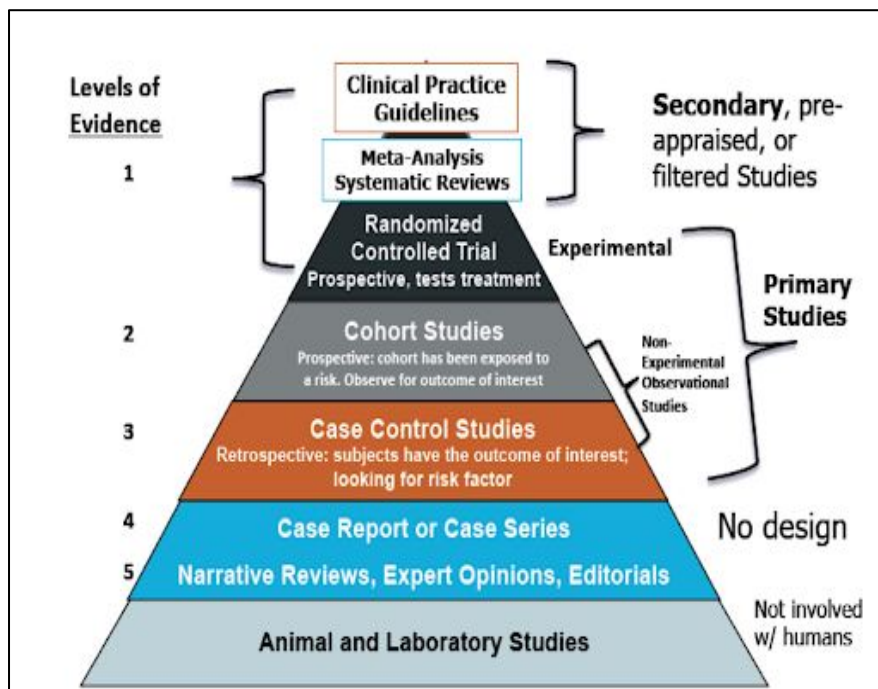 Levels of
Evidence
1
2
3
4
5
Clinical Practice
Guidelines
Meta-Analysis
Systematic Reviews
Randomized
Controlled Trial
Prospective, tests treatment
Cohort Studies
Prospective: cohort has been exposed to
a risk. Observe for outcome of interest
Case Control Studies
Retrospective: subjects have the outcome of interest;
looking for risk factor
Case Report or Case Series
Narrative Reviews, Expert Opinions, Editorials
Animal and Laboratory Studies
Secondary, pre-
appraised, or
filtered Studies
Experimental
Primary
Studies
Non-
Experimental
Observational
Studies
No design
Not involved
w/ humans